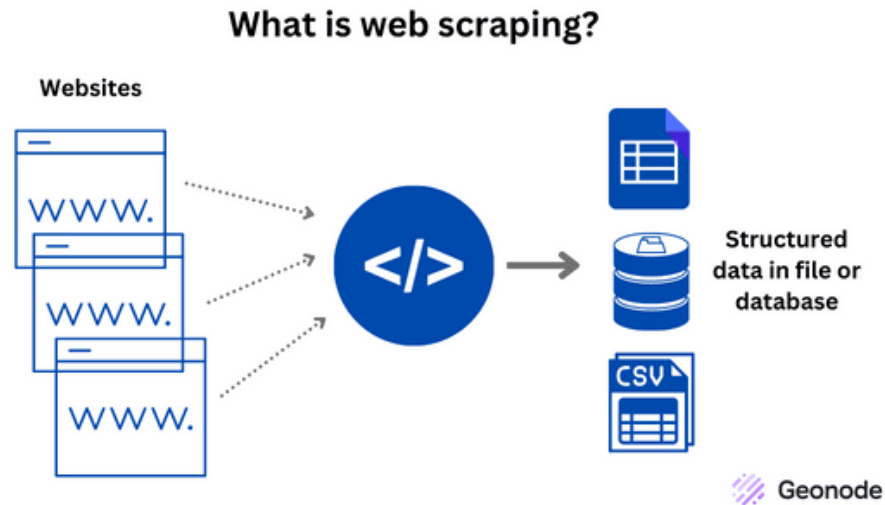 What is web scraping?
Websites
WWW.
WWW.
WWW.
</>
CSV
Structured
data in file or
database
Geonode